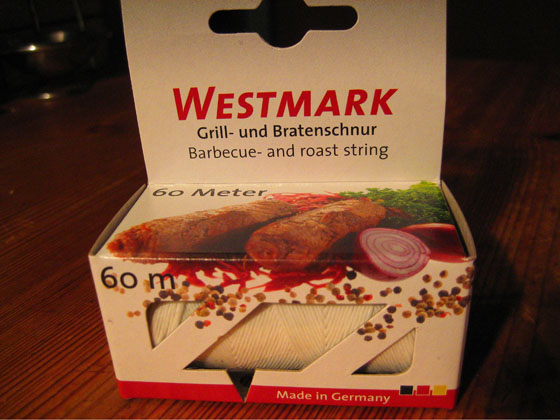 WESTMARK
Grill- und Bratenschnur
Barbecue- and roast string
60 Meter
60 m
Made in Germany